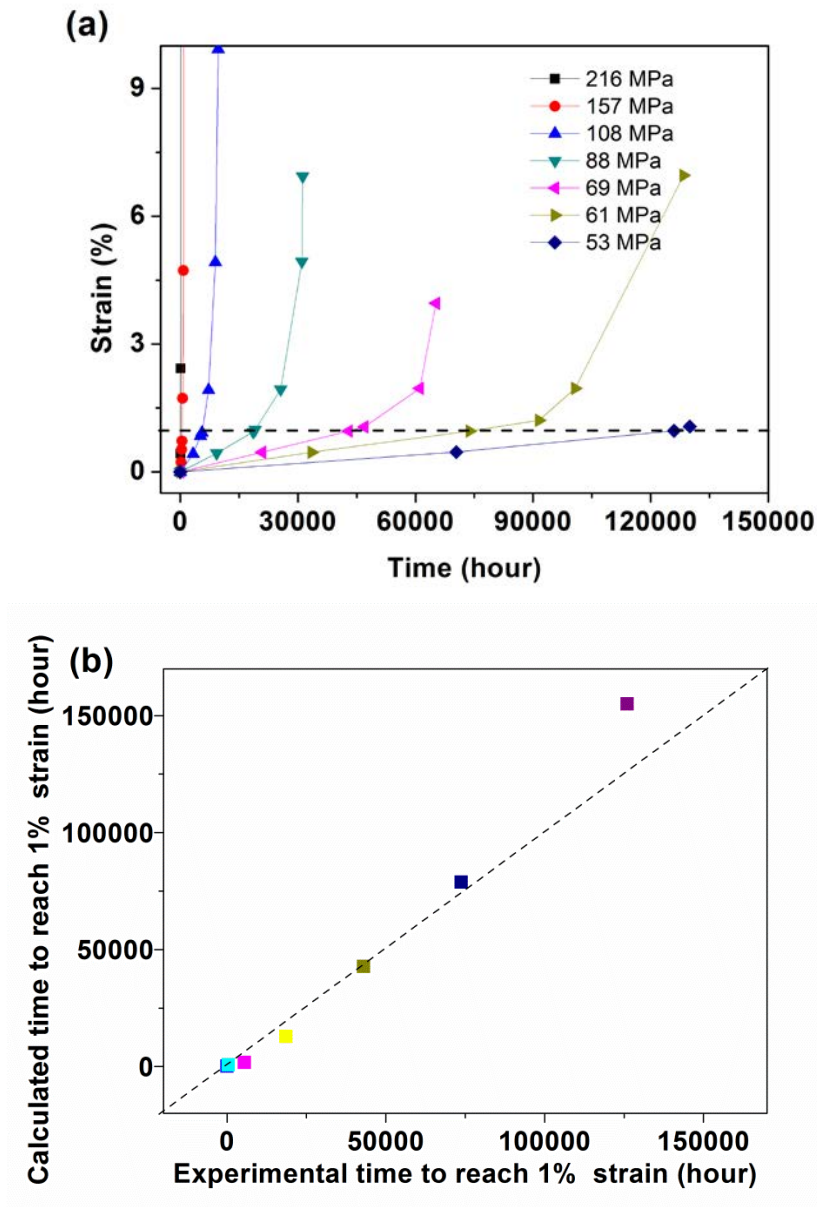 (a)
9
6
3
0
Strain (%)
216 MPa
157 MPa
108 MPa
88 MPa
69 MPa
61 MPa
53 MPa
0 30000 60000 90000 120000 150000
Time (hour)
(b)
150000
100000
50000
0
Calculated time to reach 1% strain (hour)
0 50000 100000 150000
Experimental time to reach 1% strain (hour)